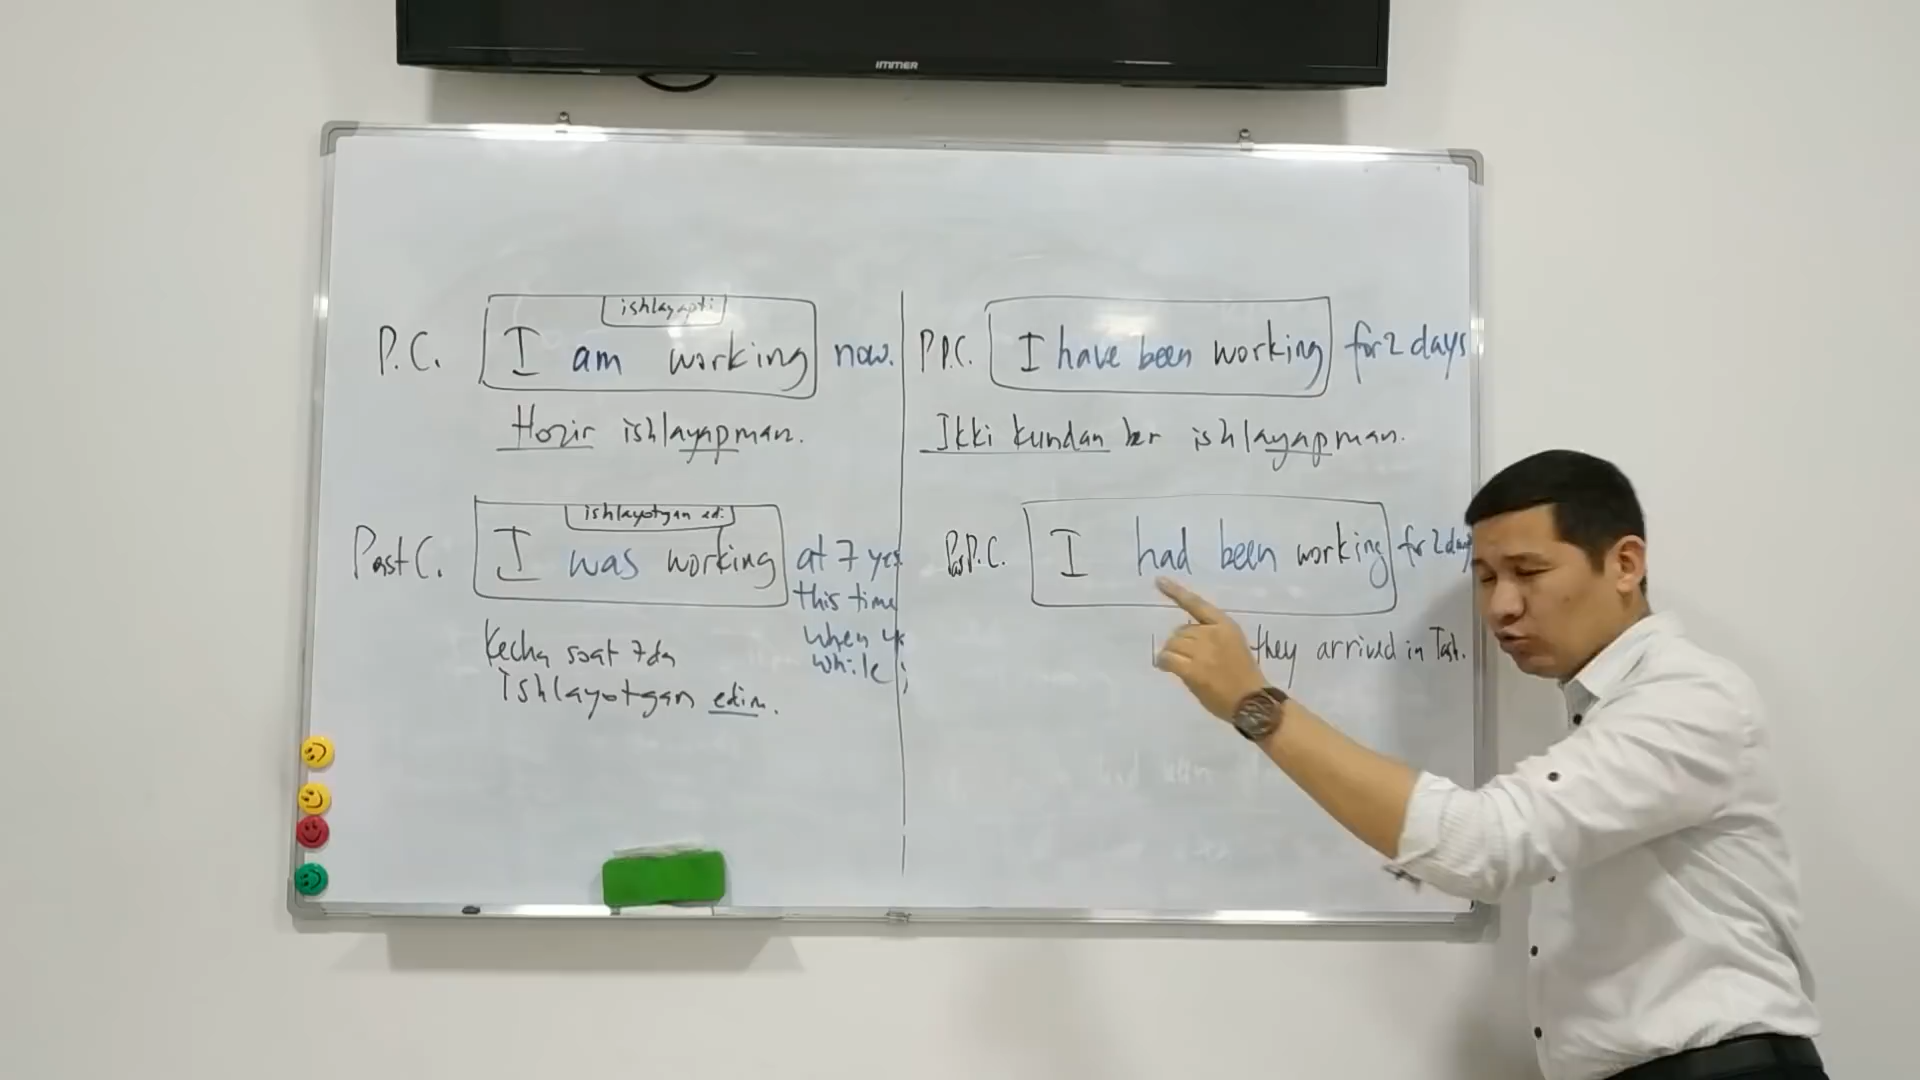 IMMER
ishlayapti
P.C. I am working now.
Hozir ishlayapman.
ishlayotgan edi
Past C. I was working at 7 yes
this time
when
while
Kecha soat 7da
ishlayotgan edim.
P.P.C. I have been working for 2 days
Ikki kundan ber ishlayapman.
PasP.C. I had been working for 2 days
they arrived in Tash.